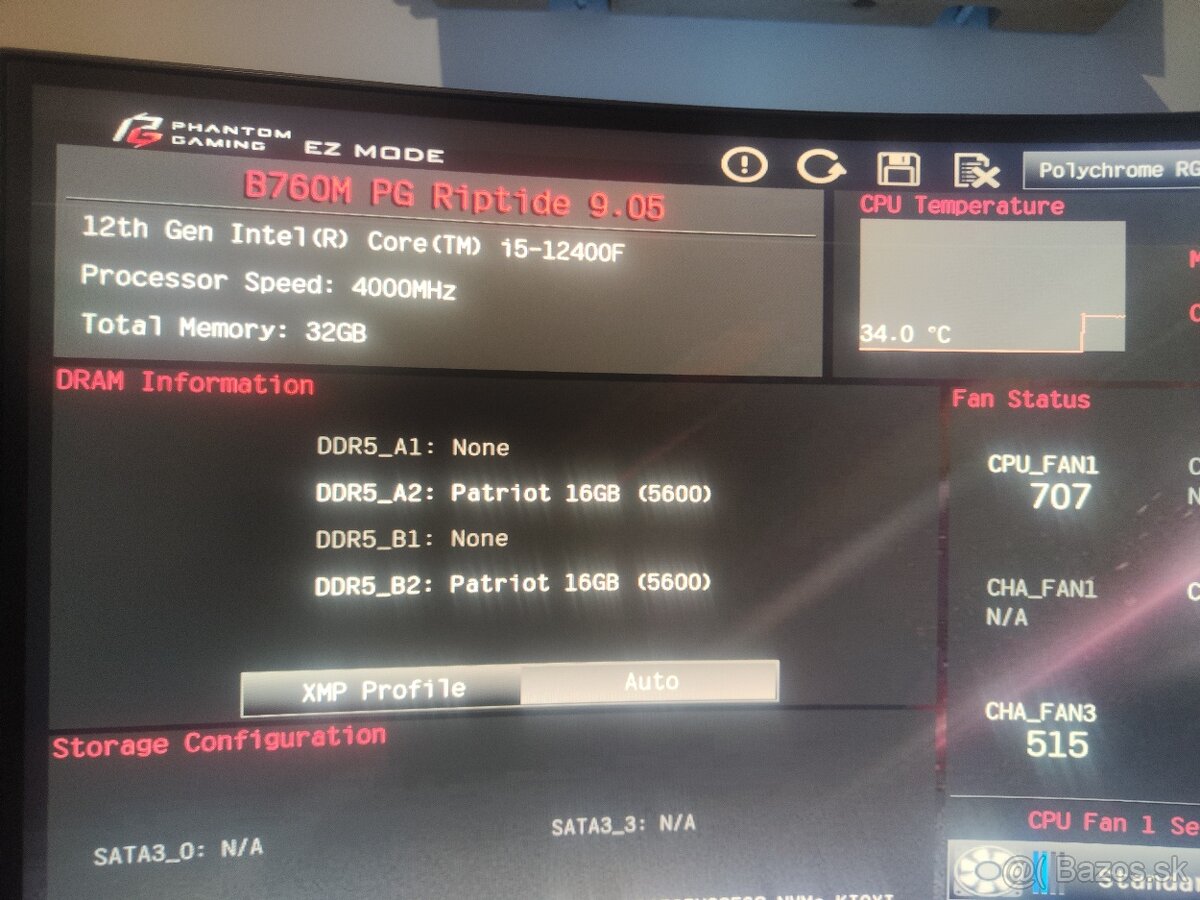 PHANTOM
GAMING
EZ MODE
Polychrome RG
B760M PG Riptide 9.05
12th Gen Intel(R) Core(TM) i5-12400F
Processor Speed: 4000MHz
Total Memory: 32GB
CPU Temperature
34.0 °C
DRAM Information
DDR5_A1: None
DDR5_A2: Patriot 16GB (5600)
DDR5_B1: None
DDR5_B2: Patriot 16GB (5600)
XMP Profile Auto
Fan Status
CPU_FAN1
707
CHA_FAN1
N/A
CHA_FAN3
515
Storage Configuration
SATA3_0: N/A
SATA3_3: N/A
CPU Fan 1 Se
Standar
@ Bazos.sk